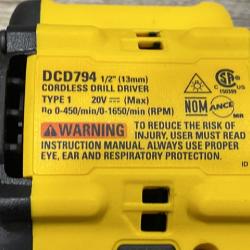 DCD794 1/2" (13mm)
CORDLESS DRILL DRIVER
TYPE 1 20V ⎓ (Max)
n₀ 0-450/min/0-1650/min (RPM)
SA
NOM ANCE
WARNING
TO REDUCE THE RISK OF
INJURY, USER MUST READ
INSTRUCTION MANUAL. ALWAYS USE PROPER
EYE, EAR AND RESPIRATORY PROTECTION.
ID